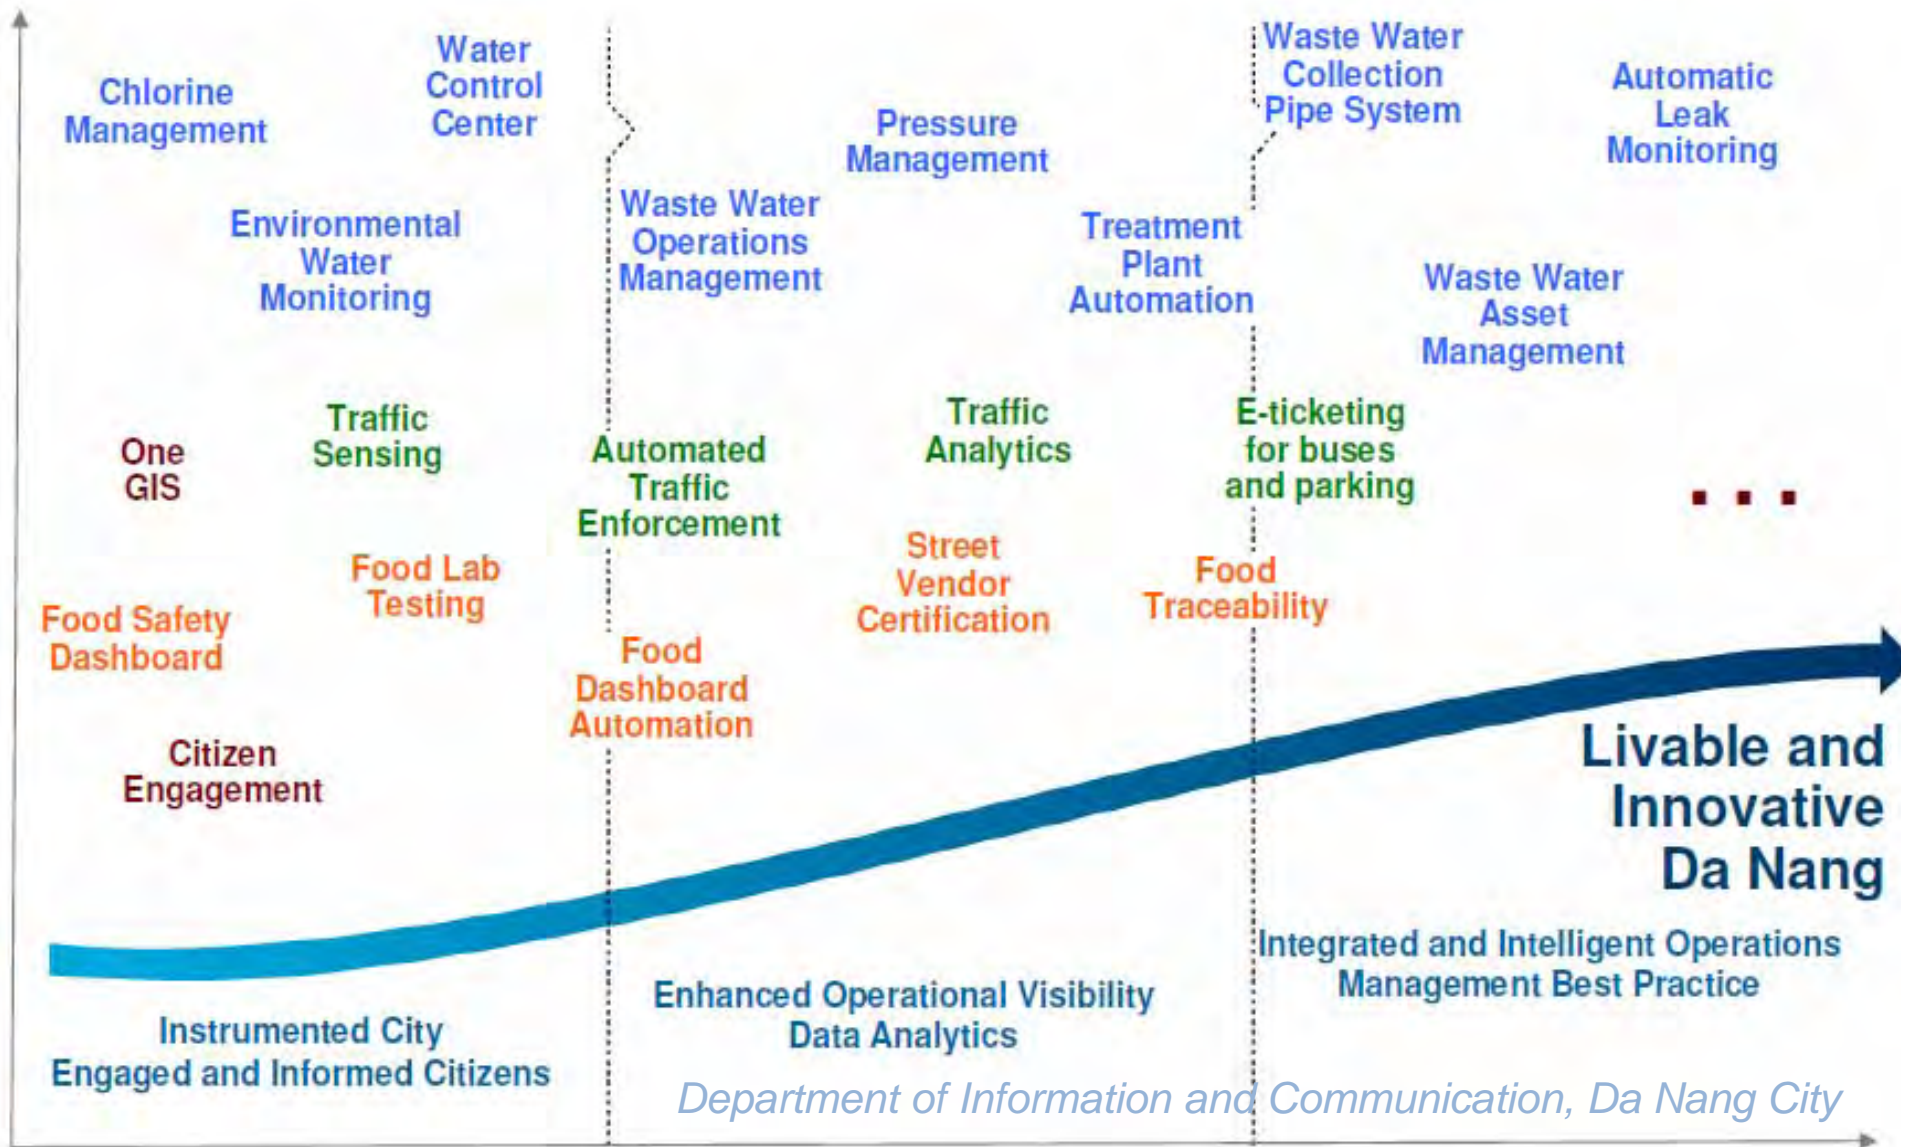 Chlorine
Management
Water
Control
Center
Environmental
Water
Monitoring
Waste Water
Operations
Management
Pressure
Management
Treatment
Plant
Automation
Waste Water
Collection
Pipe System
Automatic
Leak
Monitoring
Waste Water
Asset
Management
One
GIS
Traffic
Sensing
Automated
Traffic
Enforcement
Traffic
Analytics
E-ticketing
for buses
and parking
...
Food Safety
Dashboard
Food Lab
Testing
Food
Dashboard
Automation
Street
Vendor
Certification
Food
Traceability
Citizen
Engagement
Livable and
Innovative
Da Nang
Instrumented City
Engaged and Informed Citizens
Enhanced Operational Visibility
Data Analytics
Integrated and Intelligent Operations
Management Best Practice
Department of Information and Communication, Da Nang City